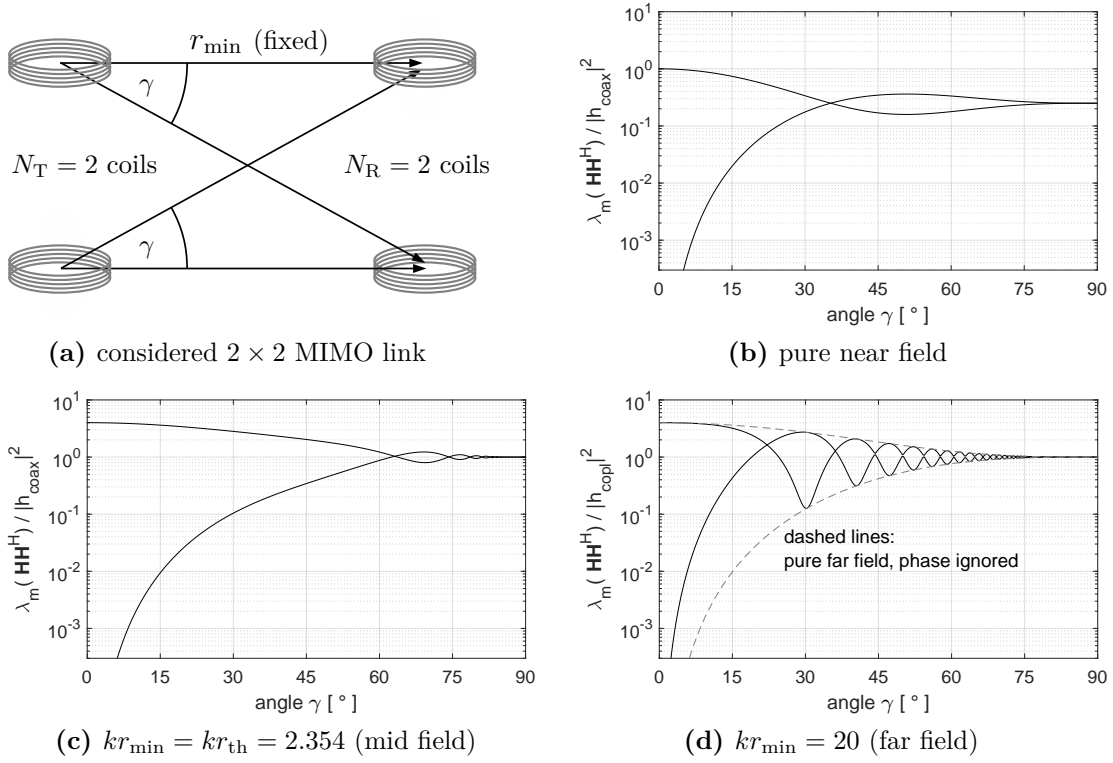 r_min (fixed)
γ
N_T = 2 coils
N_R = 2 coils
γ
(a) considered 2 × 2 MIMO link
10^1
10^0
10^-1
10^-2
10^-3
λ_m( HH^H) / |h_coax|^2
0 15 30 45 60 75 90
angle γ [ ° ]
(b) pure near field
10^1
10^0
10^-1
10^-2
10^-3
λ_m( HH^H) / |h_coax|^2
0 15 30 45 60 75 90
angle γ [ ° ]
(c) kr_min = kr_th = 2.354 (mid field)
10^1
10^0
10^-1
10^-2
10^-3
λ_m( HH^H) / |h_copl|^2
dashed lines:
pure far field, phase ignored
0 15 30 45 60 75 90
angle γ [ ° ]
(d) kr_min = 20 (far field)